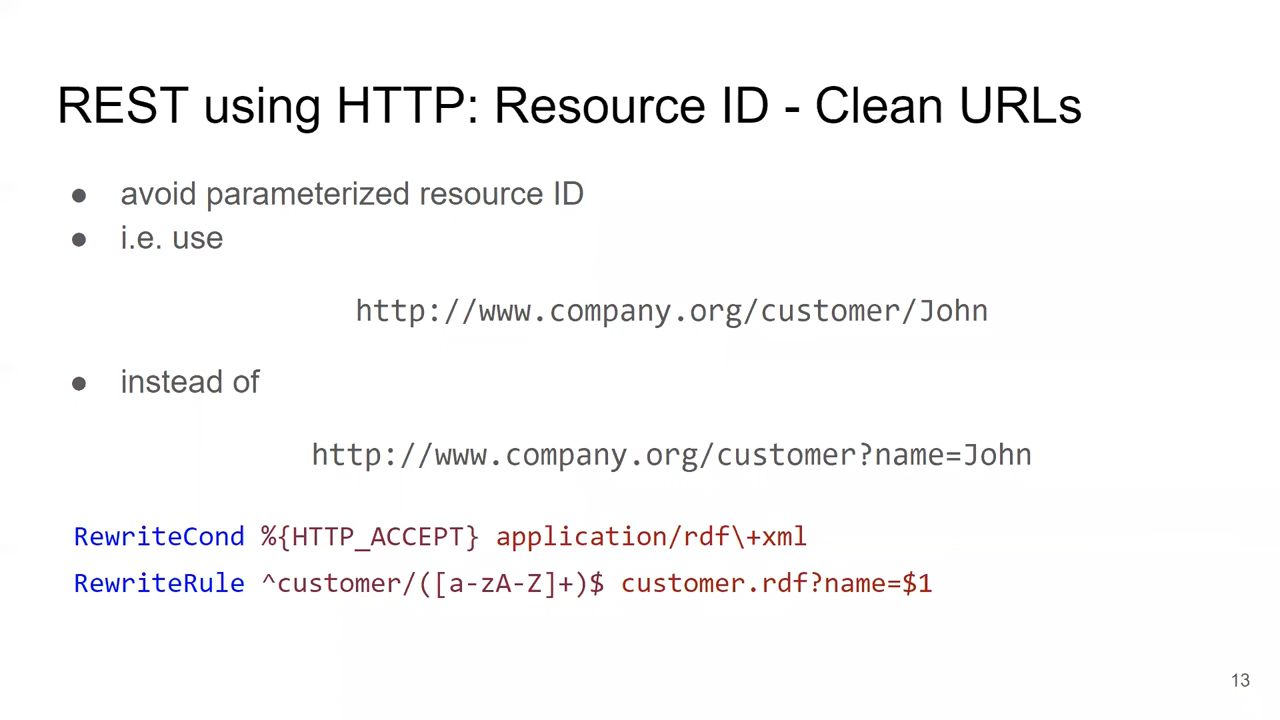 REST using HTTP: Resource ID - Clean URLs
● avoid parameterized resource ID
● i.e. use
http://www.company.org/customer/John
● instead of
http://www.company.org/customer?name=John
RewriteCond %{HTTP_ACCEPT} application/rdf\+xml
RewriteRule ^customer/([a-zA-Z]+)$ customer.rdf?name=$1
13